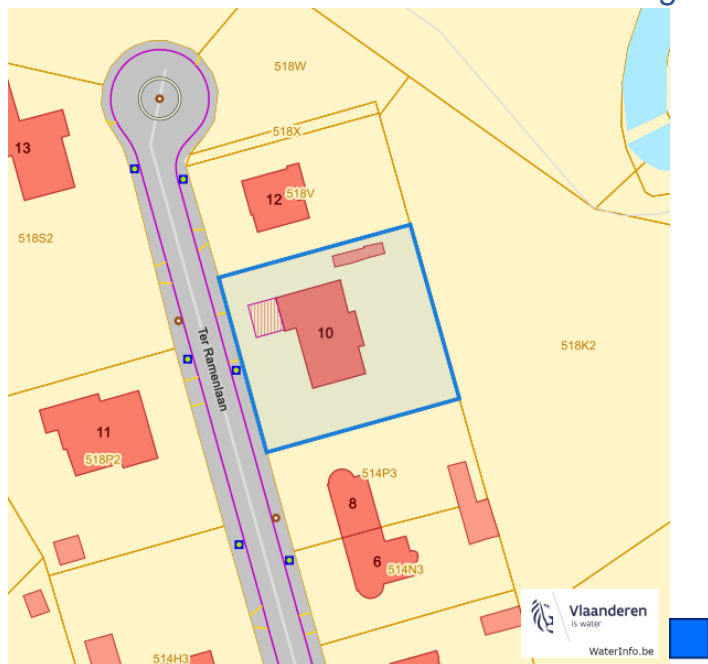 518W
518X
13
12
518V
518S2
10
Ter Ramenlaan
518K2
11
518P2
514P3
8
6
514N3
514H3
Vlaanderen
is water
WaterInfo.be